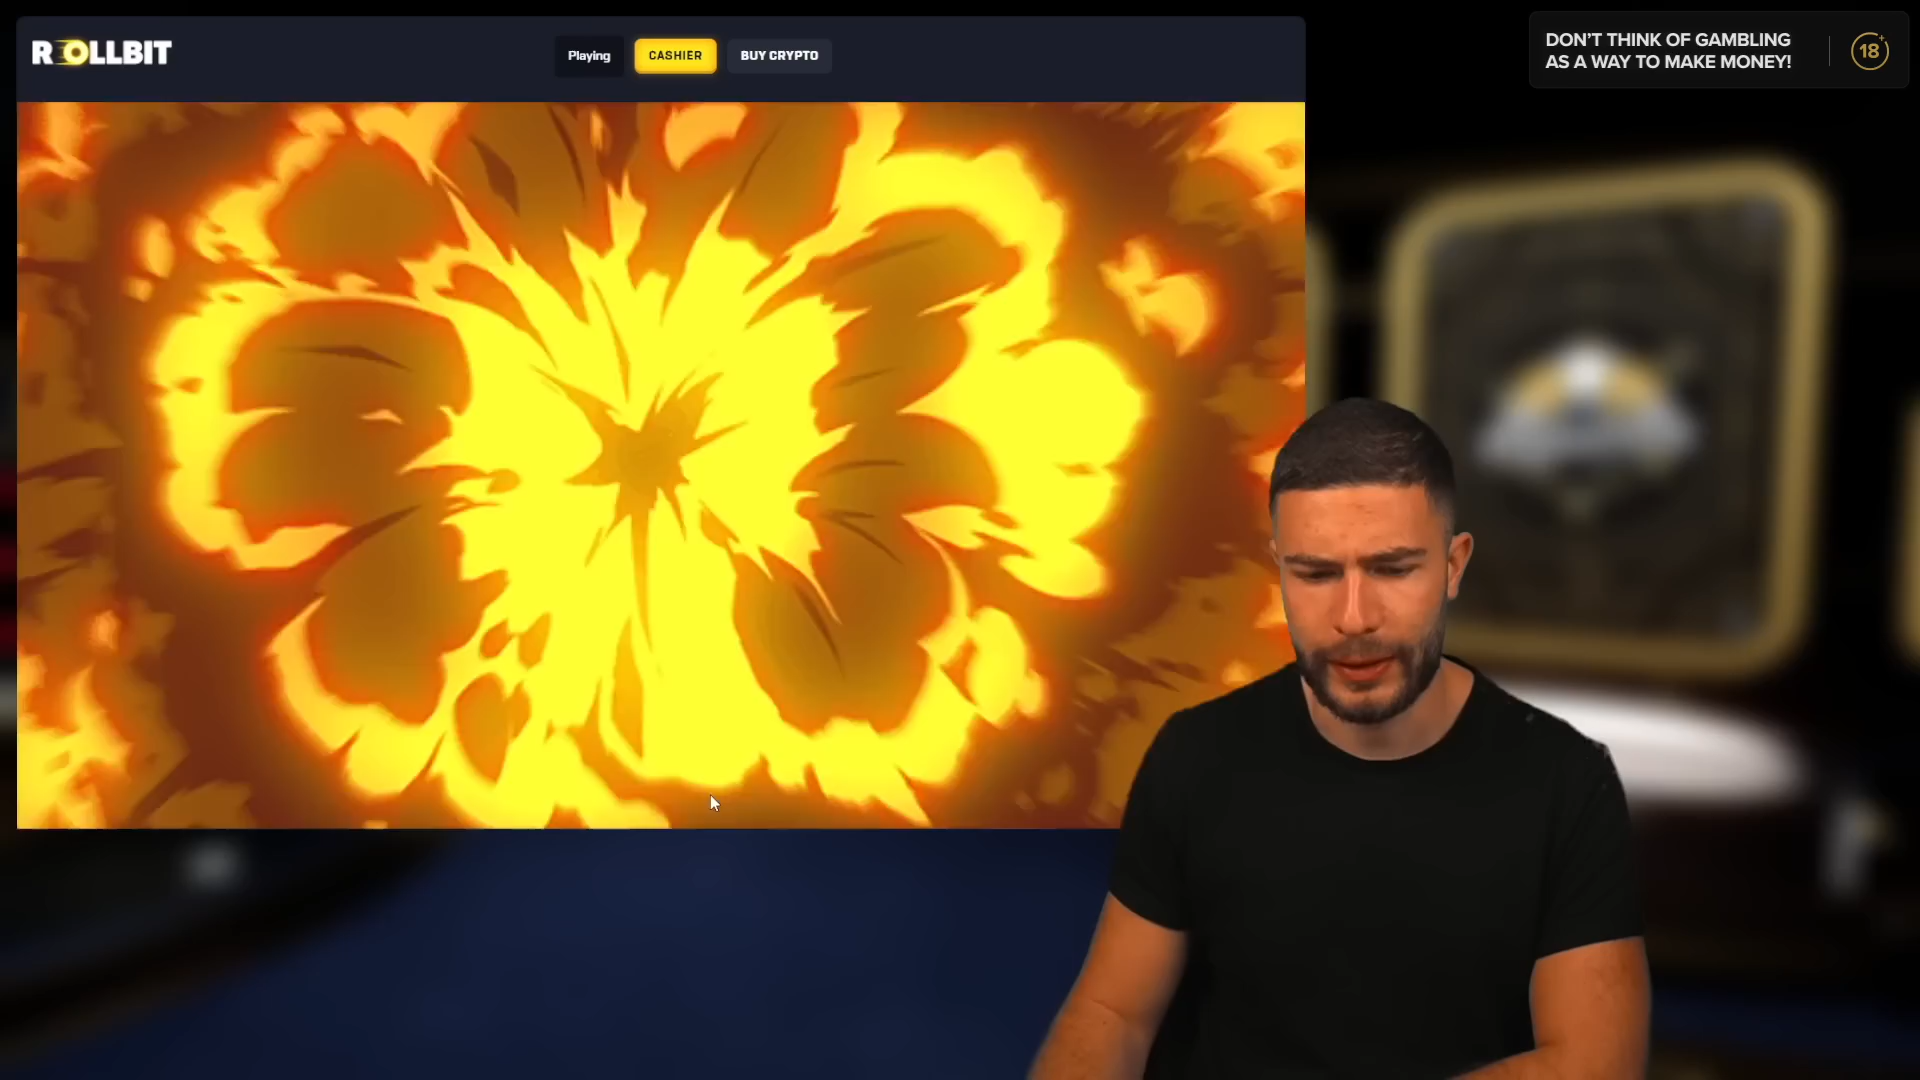 ROLLBIT
Playing
CASHIER
BUY CRYPTO
DON'T THINK OF GAMBLING
AS A WAY TO MAKE MONEY!
18+